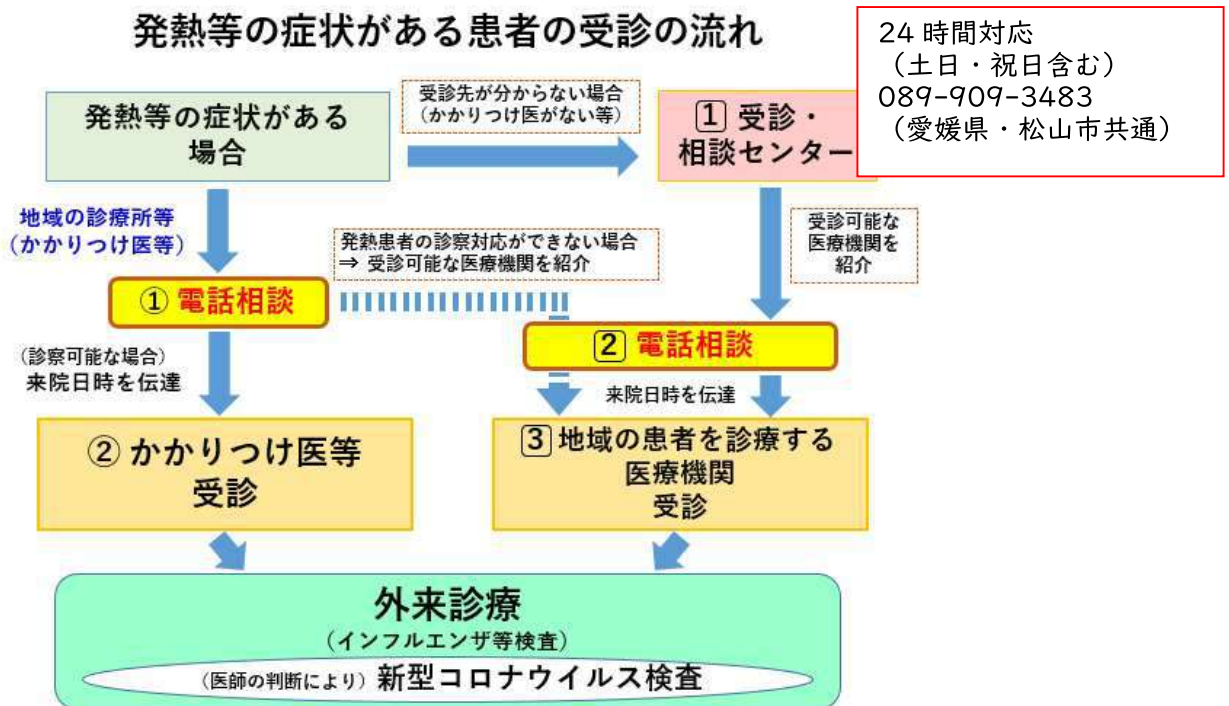 発熱等の症状がある患者の受診の流れ
24時間対応
(土日・祝日含む)
089-909-3483
(愛媛県・松山市共通)
発熱等の症状がある
場合
受診先が分からない場合
(かかりつけ医がない等)
1 受診・
相談センター
地域の診療所等
(かかりつけ医等)
発熱患者の診察対応ができない場合
⇒ 受診可能な医療機関を紹介
受診可能な
医療機関を
紹介
① 電話相談
2 電話相談
(診察可能な場合)
来院日時を伝達
来院日時を伝達
② かかりつけ医等
受診
3 地域の患者を診療する
医療機関
受診
外来診療
(インフルエンザ等検査)
(医師の判断により) 新型コロナウイルス検査